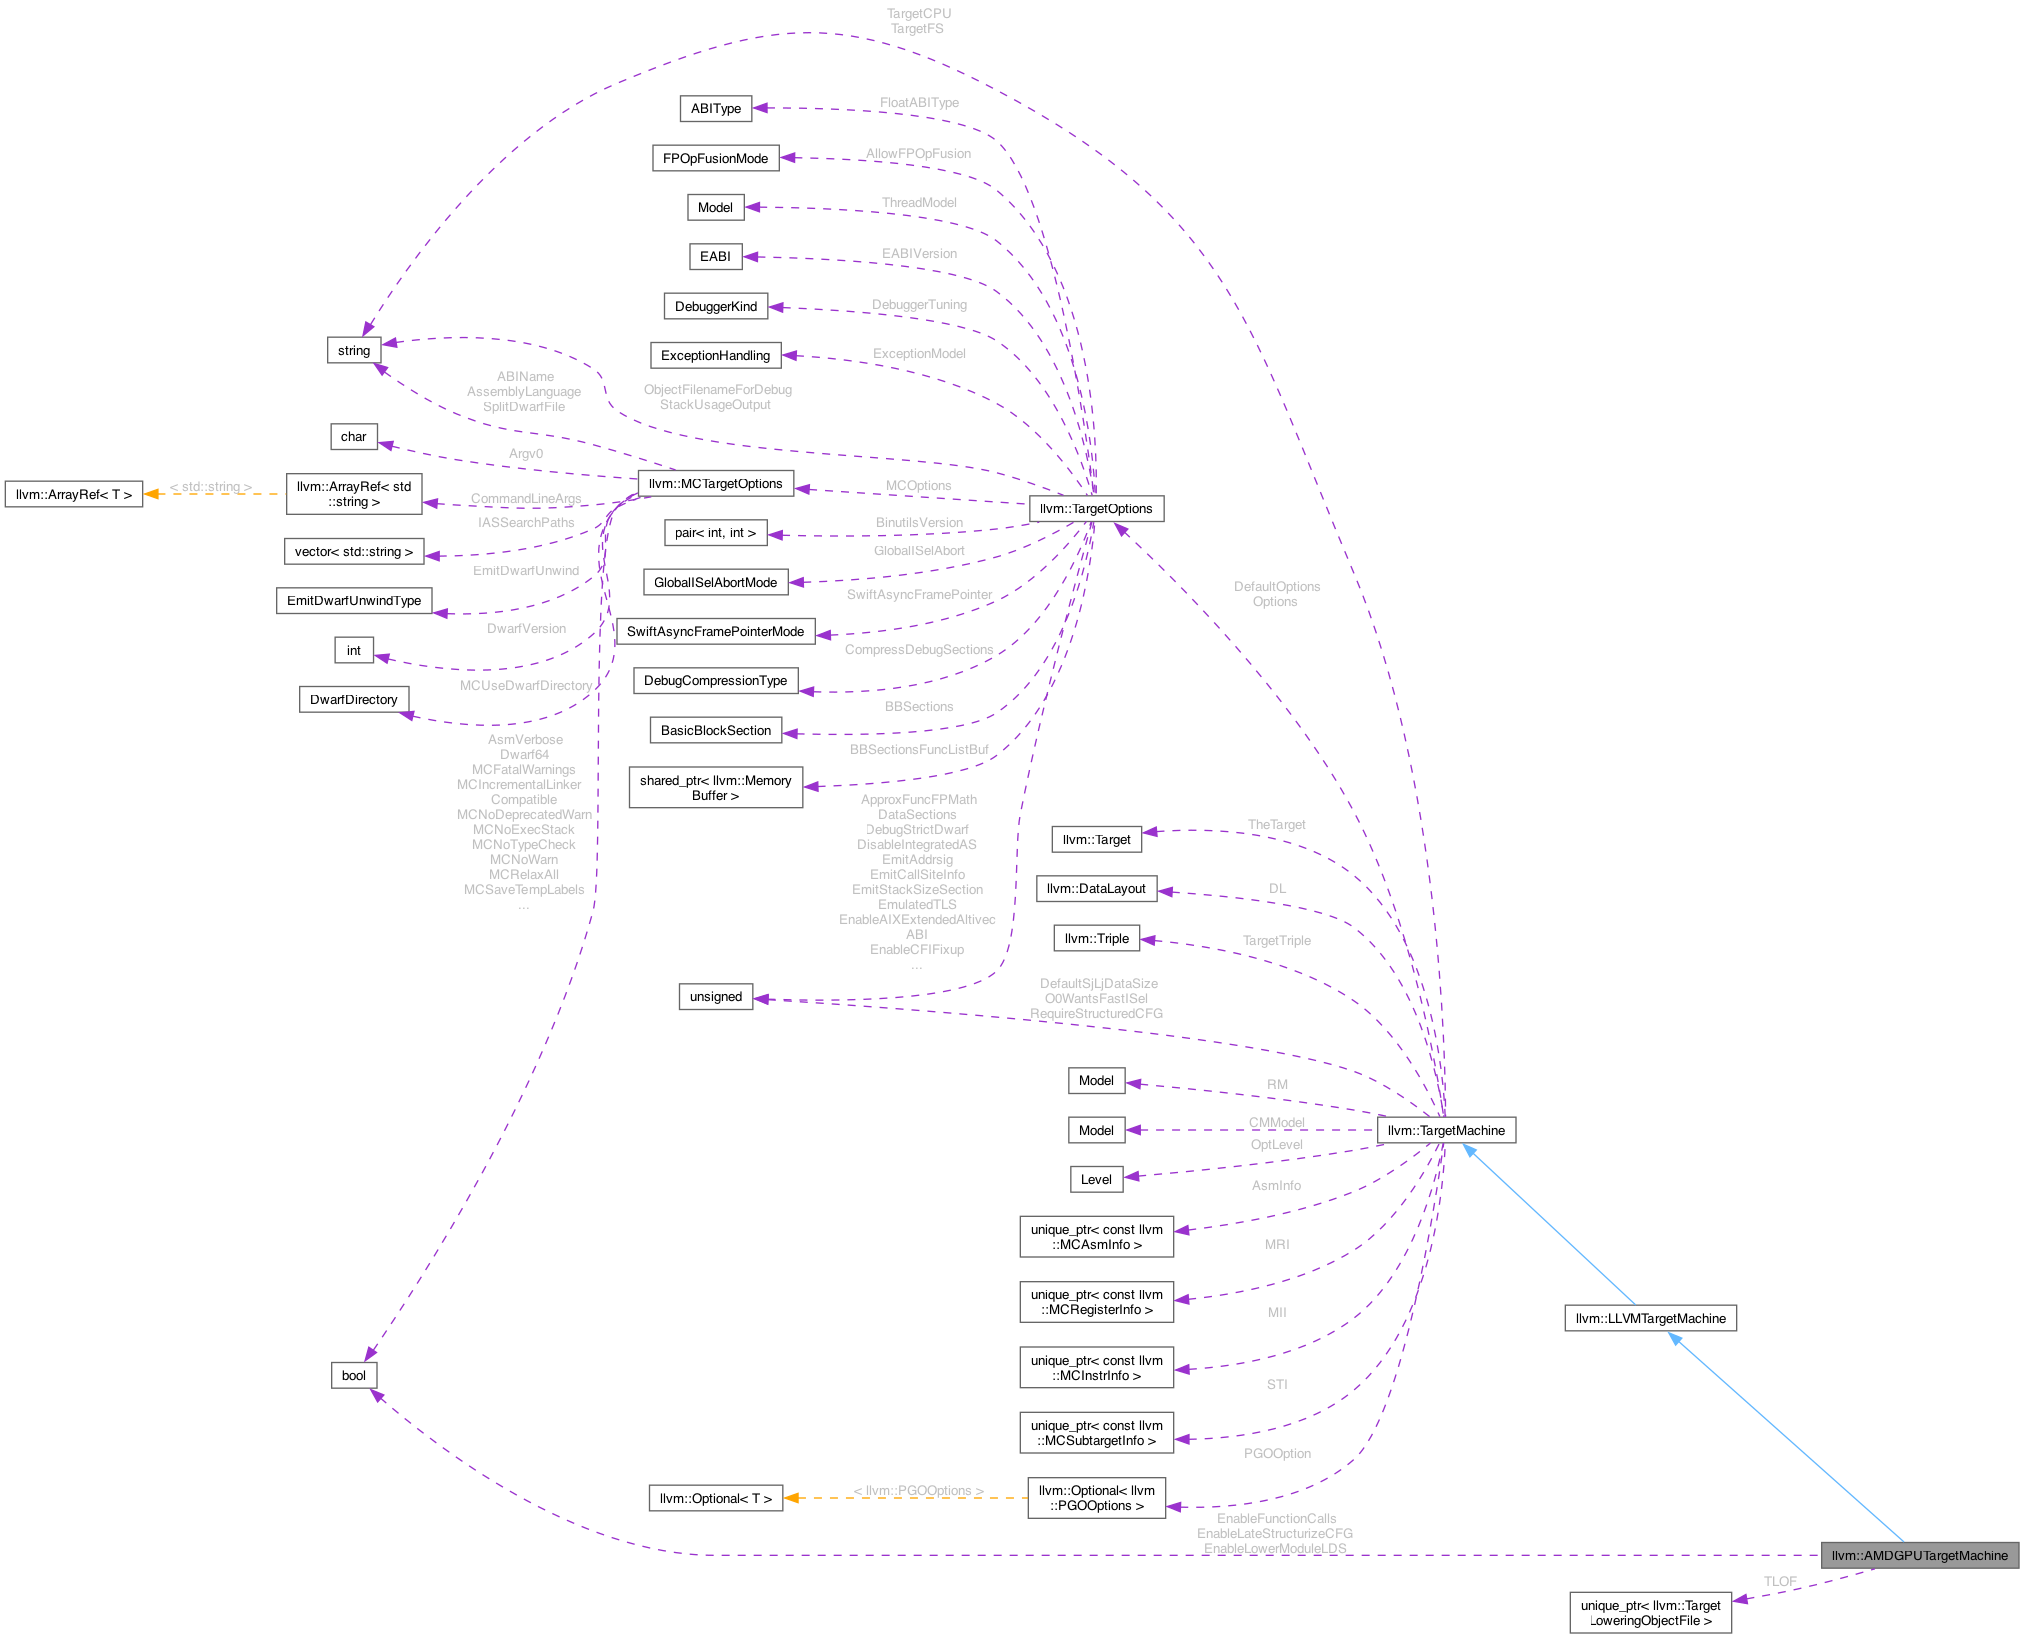 TargetCPU
TargetFS
ABIType
FloatABIType
FPOpFusionMode
AllowFPOpFusion
Model
ThreadModel
EABI
EABIVersion
DebuggerKind
DebuggerTuning
ExceptionHandling
ExceptionModel
string
ABIName
AssemblyLanguage
SplitDwarfFile
ObjectFilenameForDebug
StackUsageOutput
char
Argv0
llvm::ArrayRef< T >
< std::string >
llvm::ArrayRef< std
::string >
CommandLineArgs
llvm::MCTargetOptions
MCOptions
llvm::TargetOptions
IASSearchPaths
vector< std::string >
pair< int, int >
BinutilsVersion
EmitDwarfUnwind
EmitDwarfUnwindType
GlobalISelAbortMode
GlobalISelAbort
DwarfVersion
int
SwiftAsyncFramePointerMode
SwiftAsyncFramePointer
DefaultOptions
Options
MCUseDwarfDirectory
DwarfDirectory
DebugCompressionType
CompressDebugSections
BasicBlockSection
BBSections
shared_ptr< llvm::Memory
Buffer >
BBSectionsFuncListBuf
AsmVerbose
Dwarf64
MCFatalWarnings
MCIncrementalLinker
Compatible
MCNoDeprecatedWarn
MCNoExecStack
MCNoTypeCheck
MCNoWarn
MCRelaxAll
MCSaveTempLabels
...
ApproxFuncFPMath
DataSections
DebugStrictDwarf
DisableIntegratedAS
EmitAddrsig
EmitCallSiteInfo
EmitStackSizeSection
EmulatedTLS
EnableAIXExtendedAltivec
ABI
EnableCFIFixup
...
llvm::Target
TheTarget
llvm::DataLayout
DL
llvm::Triple
TargetTriple
unsigned
DefaultSjLjDataSize
O0WantsFastISel
RequireStructuredCFG
Model
RM
Model
CMModel
llvm::TargetMachine
Level
OptLevel
unique_ptr< const llvm
::MCAsmInfo >
AsmInfo
unique_ptr< const llvm
::MCRegisterInfo >
MRI
unique_ptr< const llvm
::MCInstrInfo >
MII
llvm::LLVMTargetMachine
bool
unique_ptr< const llvm
::MCSubtargetInfo >
STI
llvm::Optional< T >
< llvm::PGOOptions >
llvm::Optional< llvm
::PGOOptions >
PGOOption
EnableFunctionCalls
EnableLateStructurizeCFG
EnableLowerModuleLDS
llvm::AMDGPUTargetMachine
TLOF
unique_ptr< llvm::Target
LoweringObjectFile >